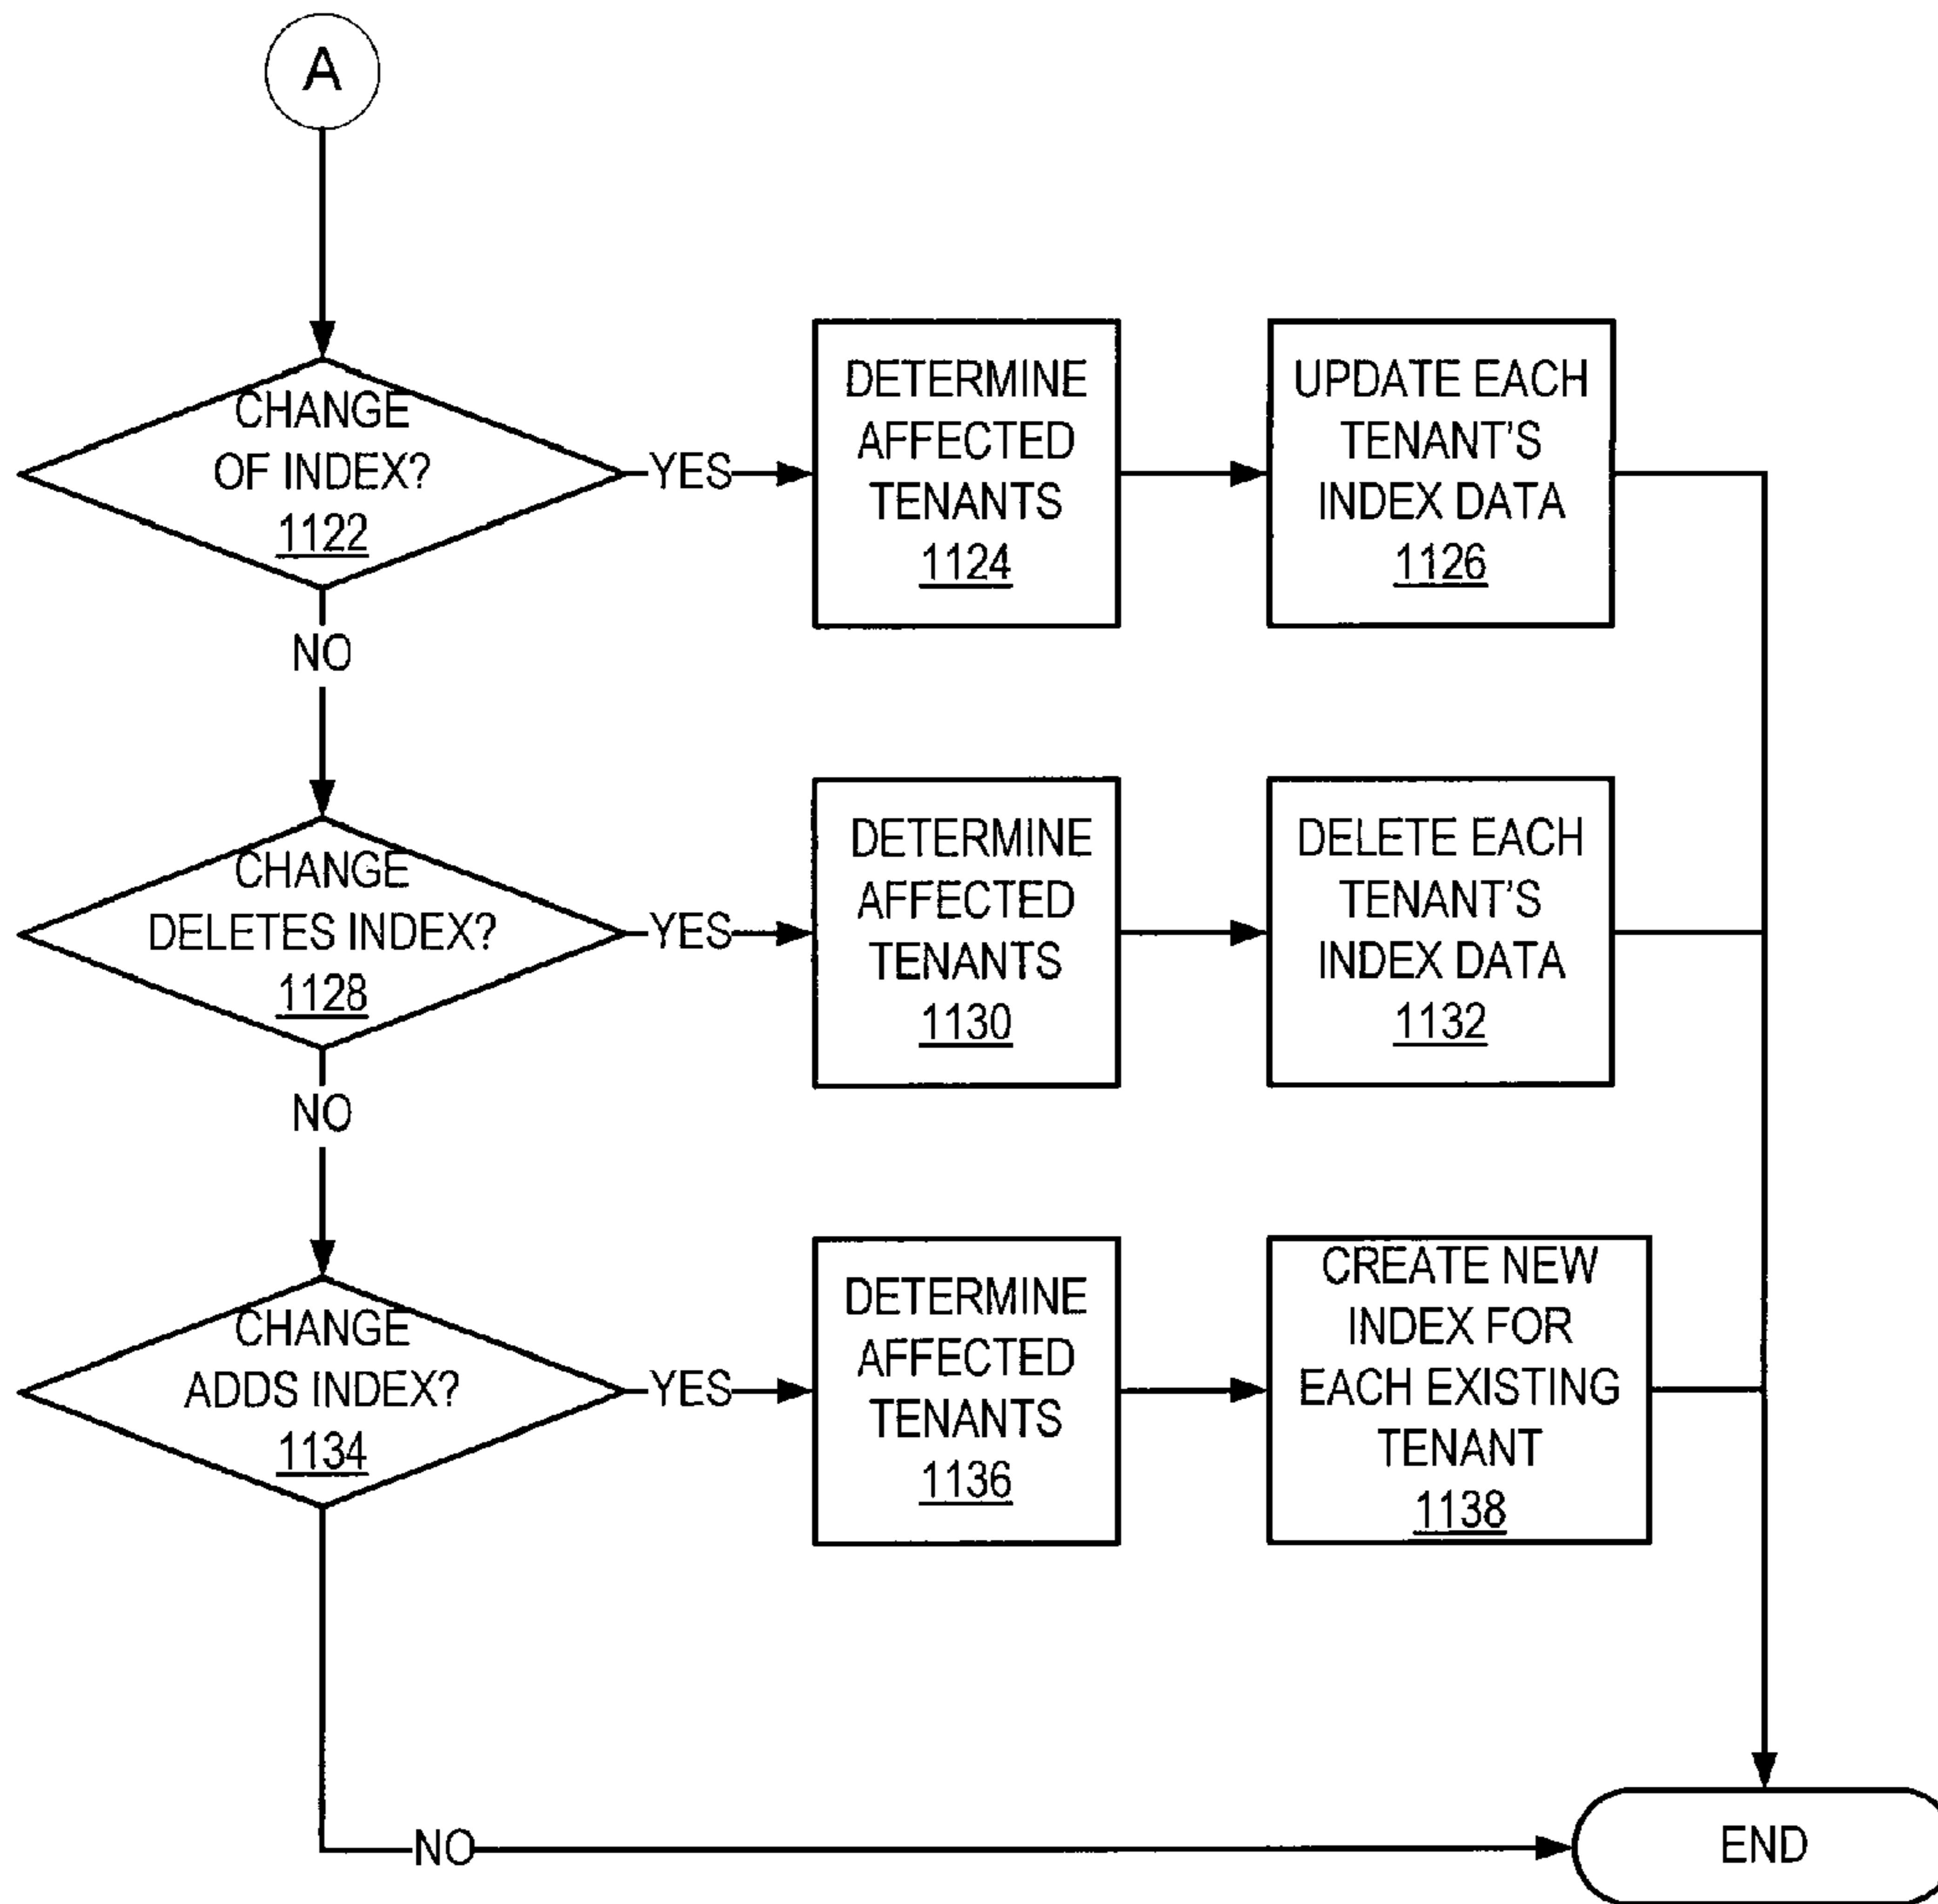 A
CHANGE
OF INDEX?
1122
YES
DETERMINE
AFFECTED
TENANTS
1124
UPDATE EACH
TENANT'S
INDEX DATA
1126
NO
CHANGE
DELETES INDEX?
1128
YES
DETERMINE
AFFECTED
TENANTS
1130
DELETE EACH
TENANT'S
INDEX DATA
1132
NO
CHANGE
ADDS INDEX?
1134
YES
DETERMINE
AFFECTED
TENANTS
1136
CREATE NEW
INDEX FOR
EACH EXISTING
TENANT
1138
NO
END